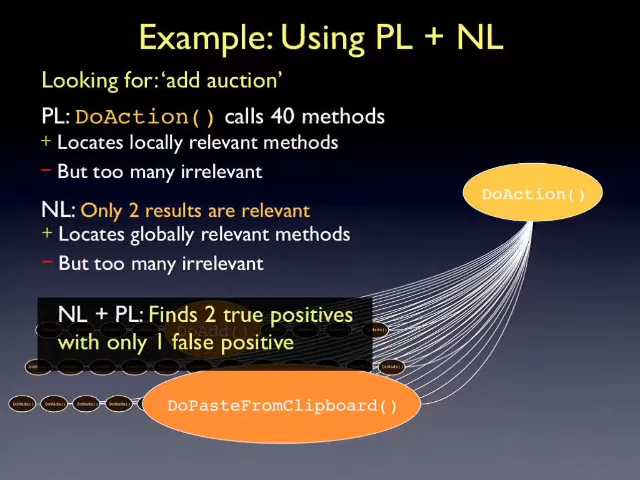 Example: Using PL + NL
Looking for: ‘add auction’
PL: DoAction() calls 40 methods
+ Locates locally relevant methods
− But too many irrelevant
DoAction()
NL: Only 2 results are relevant
+ Locates globally relevant methods
− But too many irrelevant
NL + PL: Finds 2 true positives
DoAdd()
with only 1 false positive
DoPasteFromClipboard()